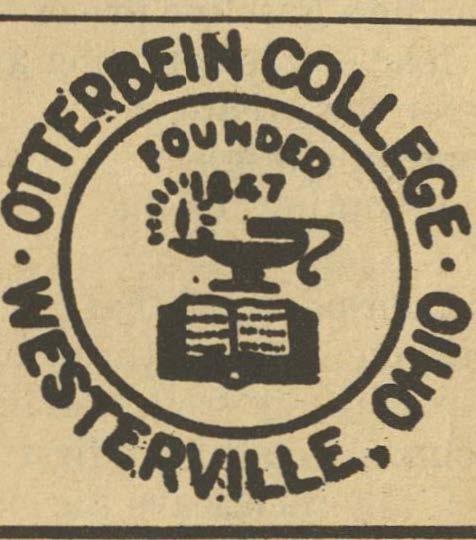 · OTTERBEIN COLLEGE ·
WESTERVILLE, OHIO
FOUNDED
1847